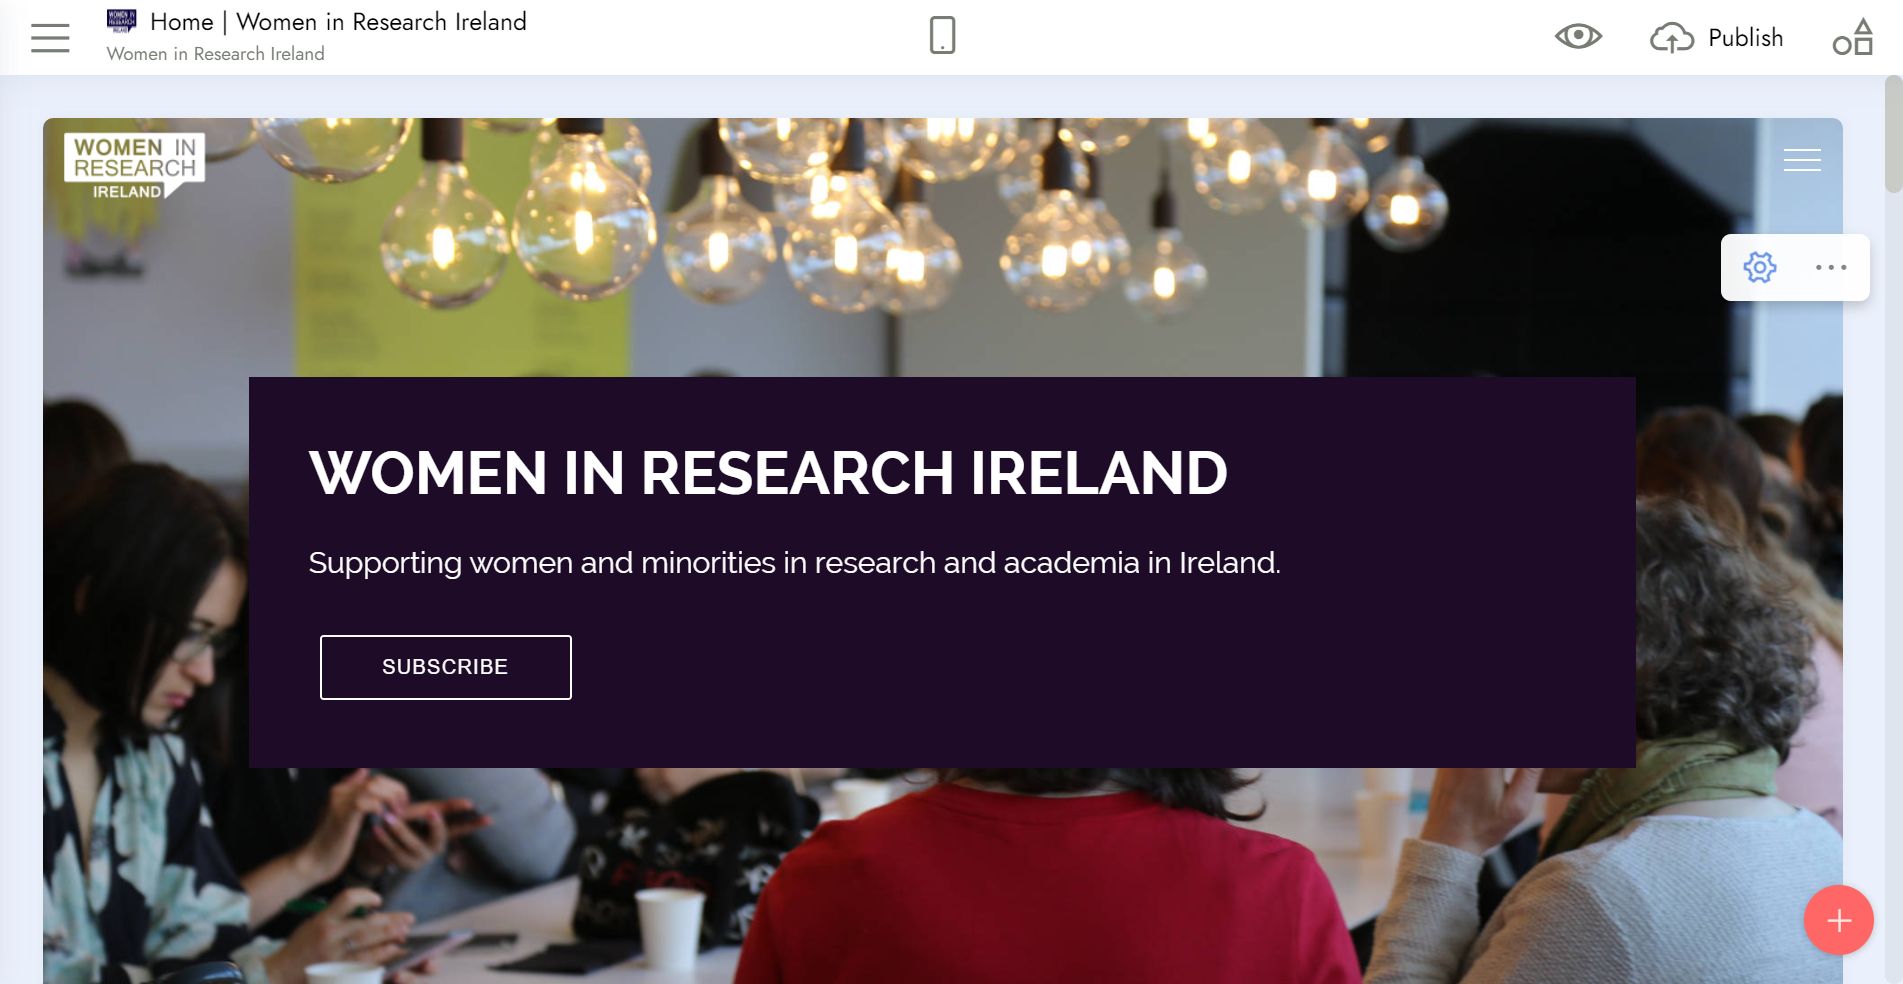 Home | Women in Research Ireland
Women in Research Ireland
Publish
WOMEN IN
RESEARCH
IRELAND
WOMEN IN RESEARCH IRELAND
Supporting women and minorities in research and academia in Ireland.
SUBSCRIBE